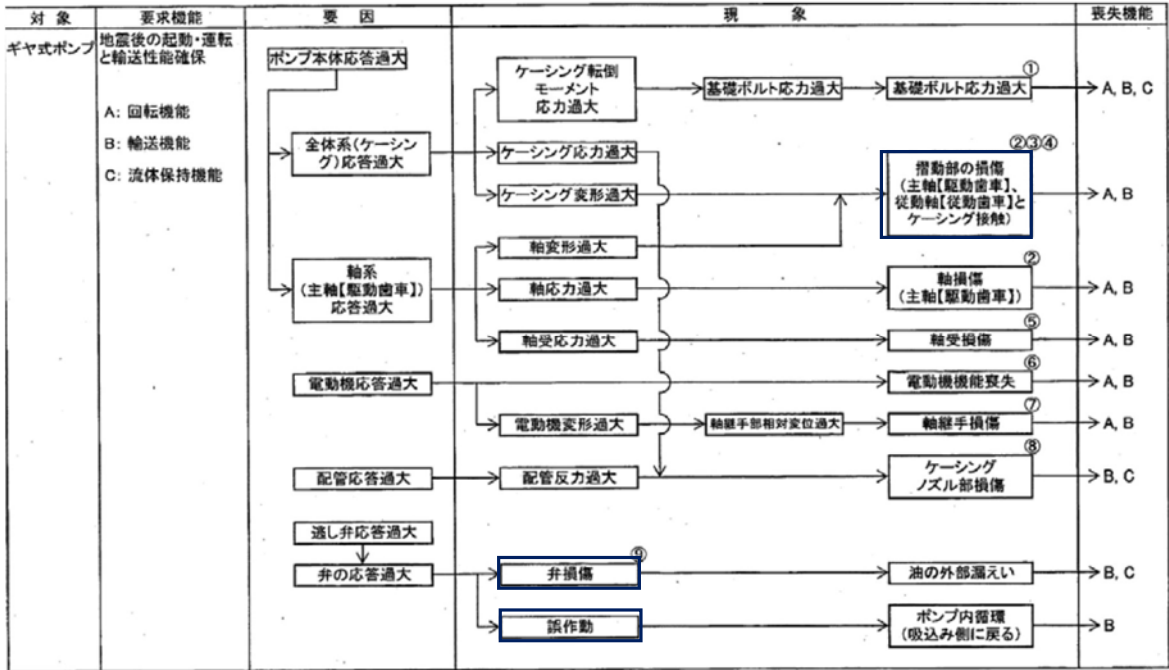 対 象
要求機能
要 因
現 象
喪失機能
ギヤ式ポンプ
地震後の起動・運転
と輸送性能確保
A: 回転機能
B: 輸送機能
C: 流体保持機能
ポンプ本体応答過大
全体系(ケーシン
グ)応答過大
軸系
(主軸【駆動歯車】)
応答過大
電動機応答過大
配管応答過大
逃し弁応答過大
弁の応答過大
ケーシング転倒
モーメント
応力過大
基礎ボルト応力過大
①
基礎ボルト応力過大
A, B, C
ケーシング応力過大
ケーシング変形過大
②③④
摺動部の損傷
(主軸【駆動歯車】、
従動軸【従動歯車】と
ケーシング接触)
A, B
軸変形過大
軸応力過大
②
軸損傷
(主軸【駆動歯車】)
A, B
軸受応力過大
⑤
軸受損傷
A, B
⑥
電動機機能喪失
A, B
電動機変形過大
軸継手部相対変位過大
⑦
軸継手損傷
A, B
配管反力過大
⑧
ケーシング
ノズル部損傷
B, C
⑨
弁損傷
油の外部漏えい
B, C
誤作動
ポンプ内循環
(吸込み側に戻る)
B